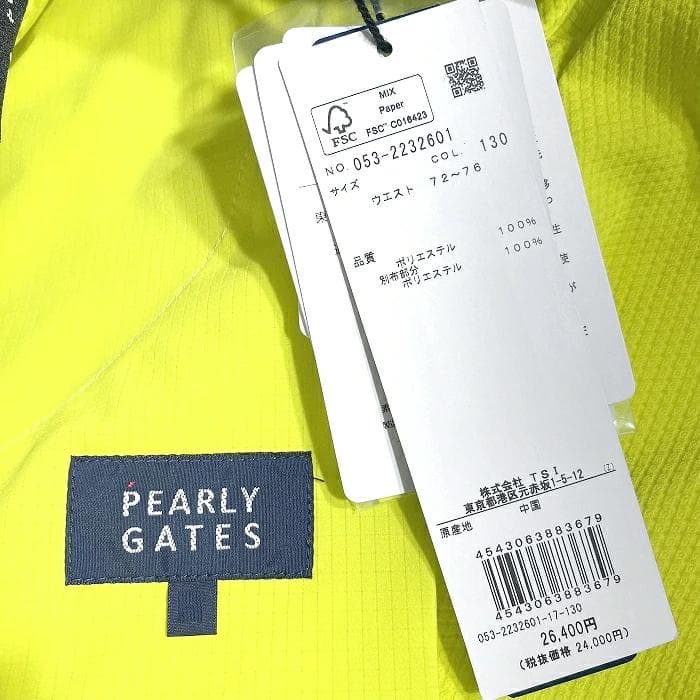 MIX
Paper
FSC™ C016423
FSC
NO. 053-2232601
COL. 130
サイズ
ウエスト 72～76
品質 ポリエステル 100%
別布部分
ポリエステル 100%
株式会社 TSI
東京都港区元赤坂1-5-12 (Z)
原産地 中国
4543063883679
4543063883679
053-2232601-17-130
26,400円
(税抜価格 24,000円)
PEARLY
GATES